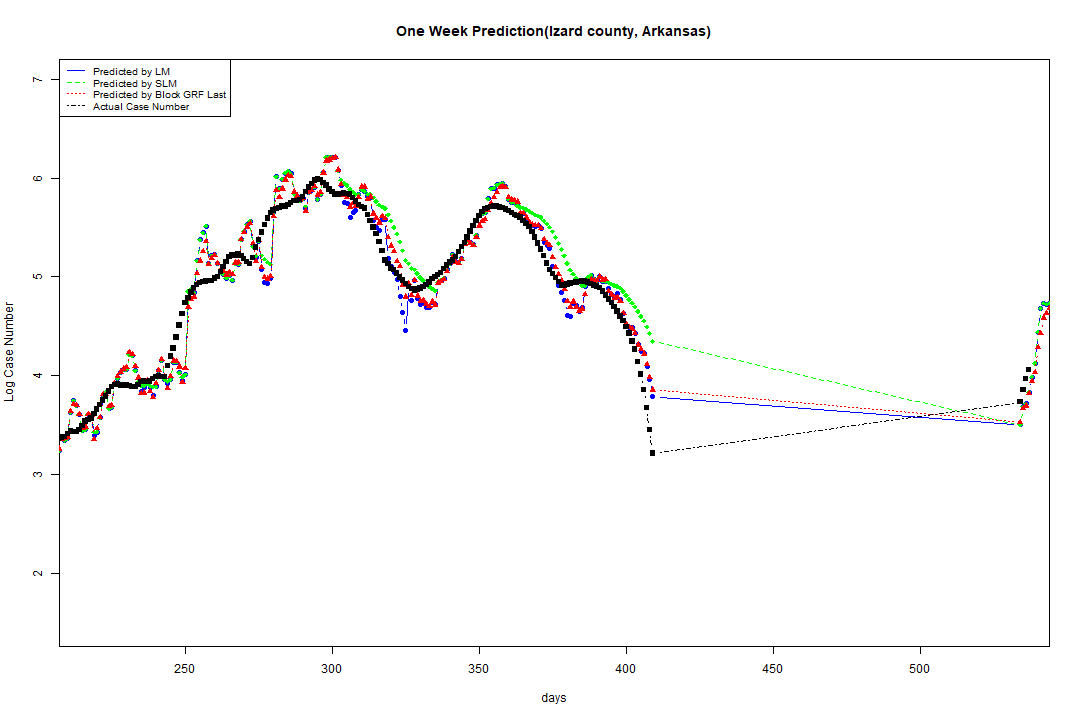 One Week Prediction(Izard county, Arkansas)
Predicted by LM
Predicted by SLM
Predicted by Block GRF Last
Actual Case Number
7
6
5
4
3
2
Log Case Number
250 300 350 400 450 500
days